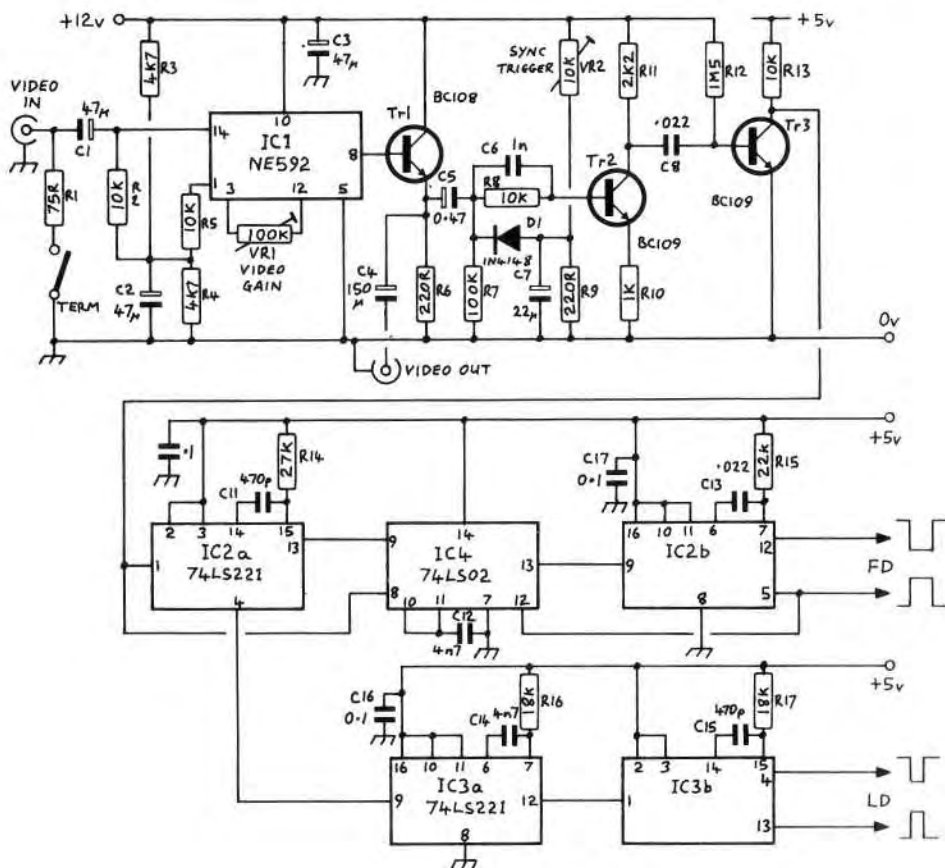 +12v
+5v
C3
47μ
4K7
R3
SYNC
TRIGGER
10K
VR2
2K2
R11
1M5
R12
10K
R13
VIDEO
IN
47μ
C1
BC108
Tr1
10
14
IC1
NE592
8
1
3
12
5
C6
1n
R8
10K
C5
0.47
Tr2
.022
C8
Tr3
BC109
75R
R1
10K
R2
10K
R5
100K
VR1
VIDEO
GAIN
D1
1N4148
BC109
TERM
C2
47μ
4K7
R4
C4
150
μ
220R
R6
100K
R7
C7
22μ
220R
R9
1K
R10
0v
VIDEO OUT
+5v
.1
27K
R14
470p
C11
C17
0.1
.022
C13
22K
R15
2
3
14
15
1
IC2a
74LS221
13
4
14
9
IC4
74LS02
13
8
10
11
7
12
C12
4n7
16
10
11
6
7
9
IC2b
12
5
8
FD
+5v
C16
0.1
C14
4n7
18K
R16
C15
470p
18K
R17
16
10
11
6
7
9
IC3a
74LS221
12
8
2
3
14
15
1
IC3b
4
13
LD